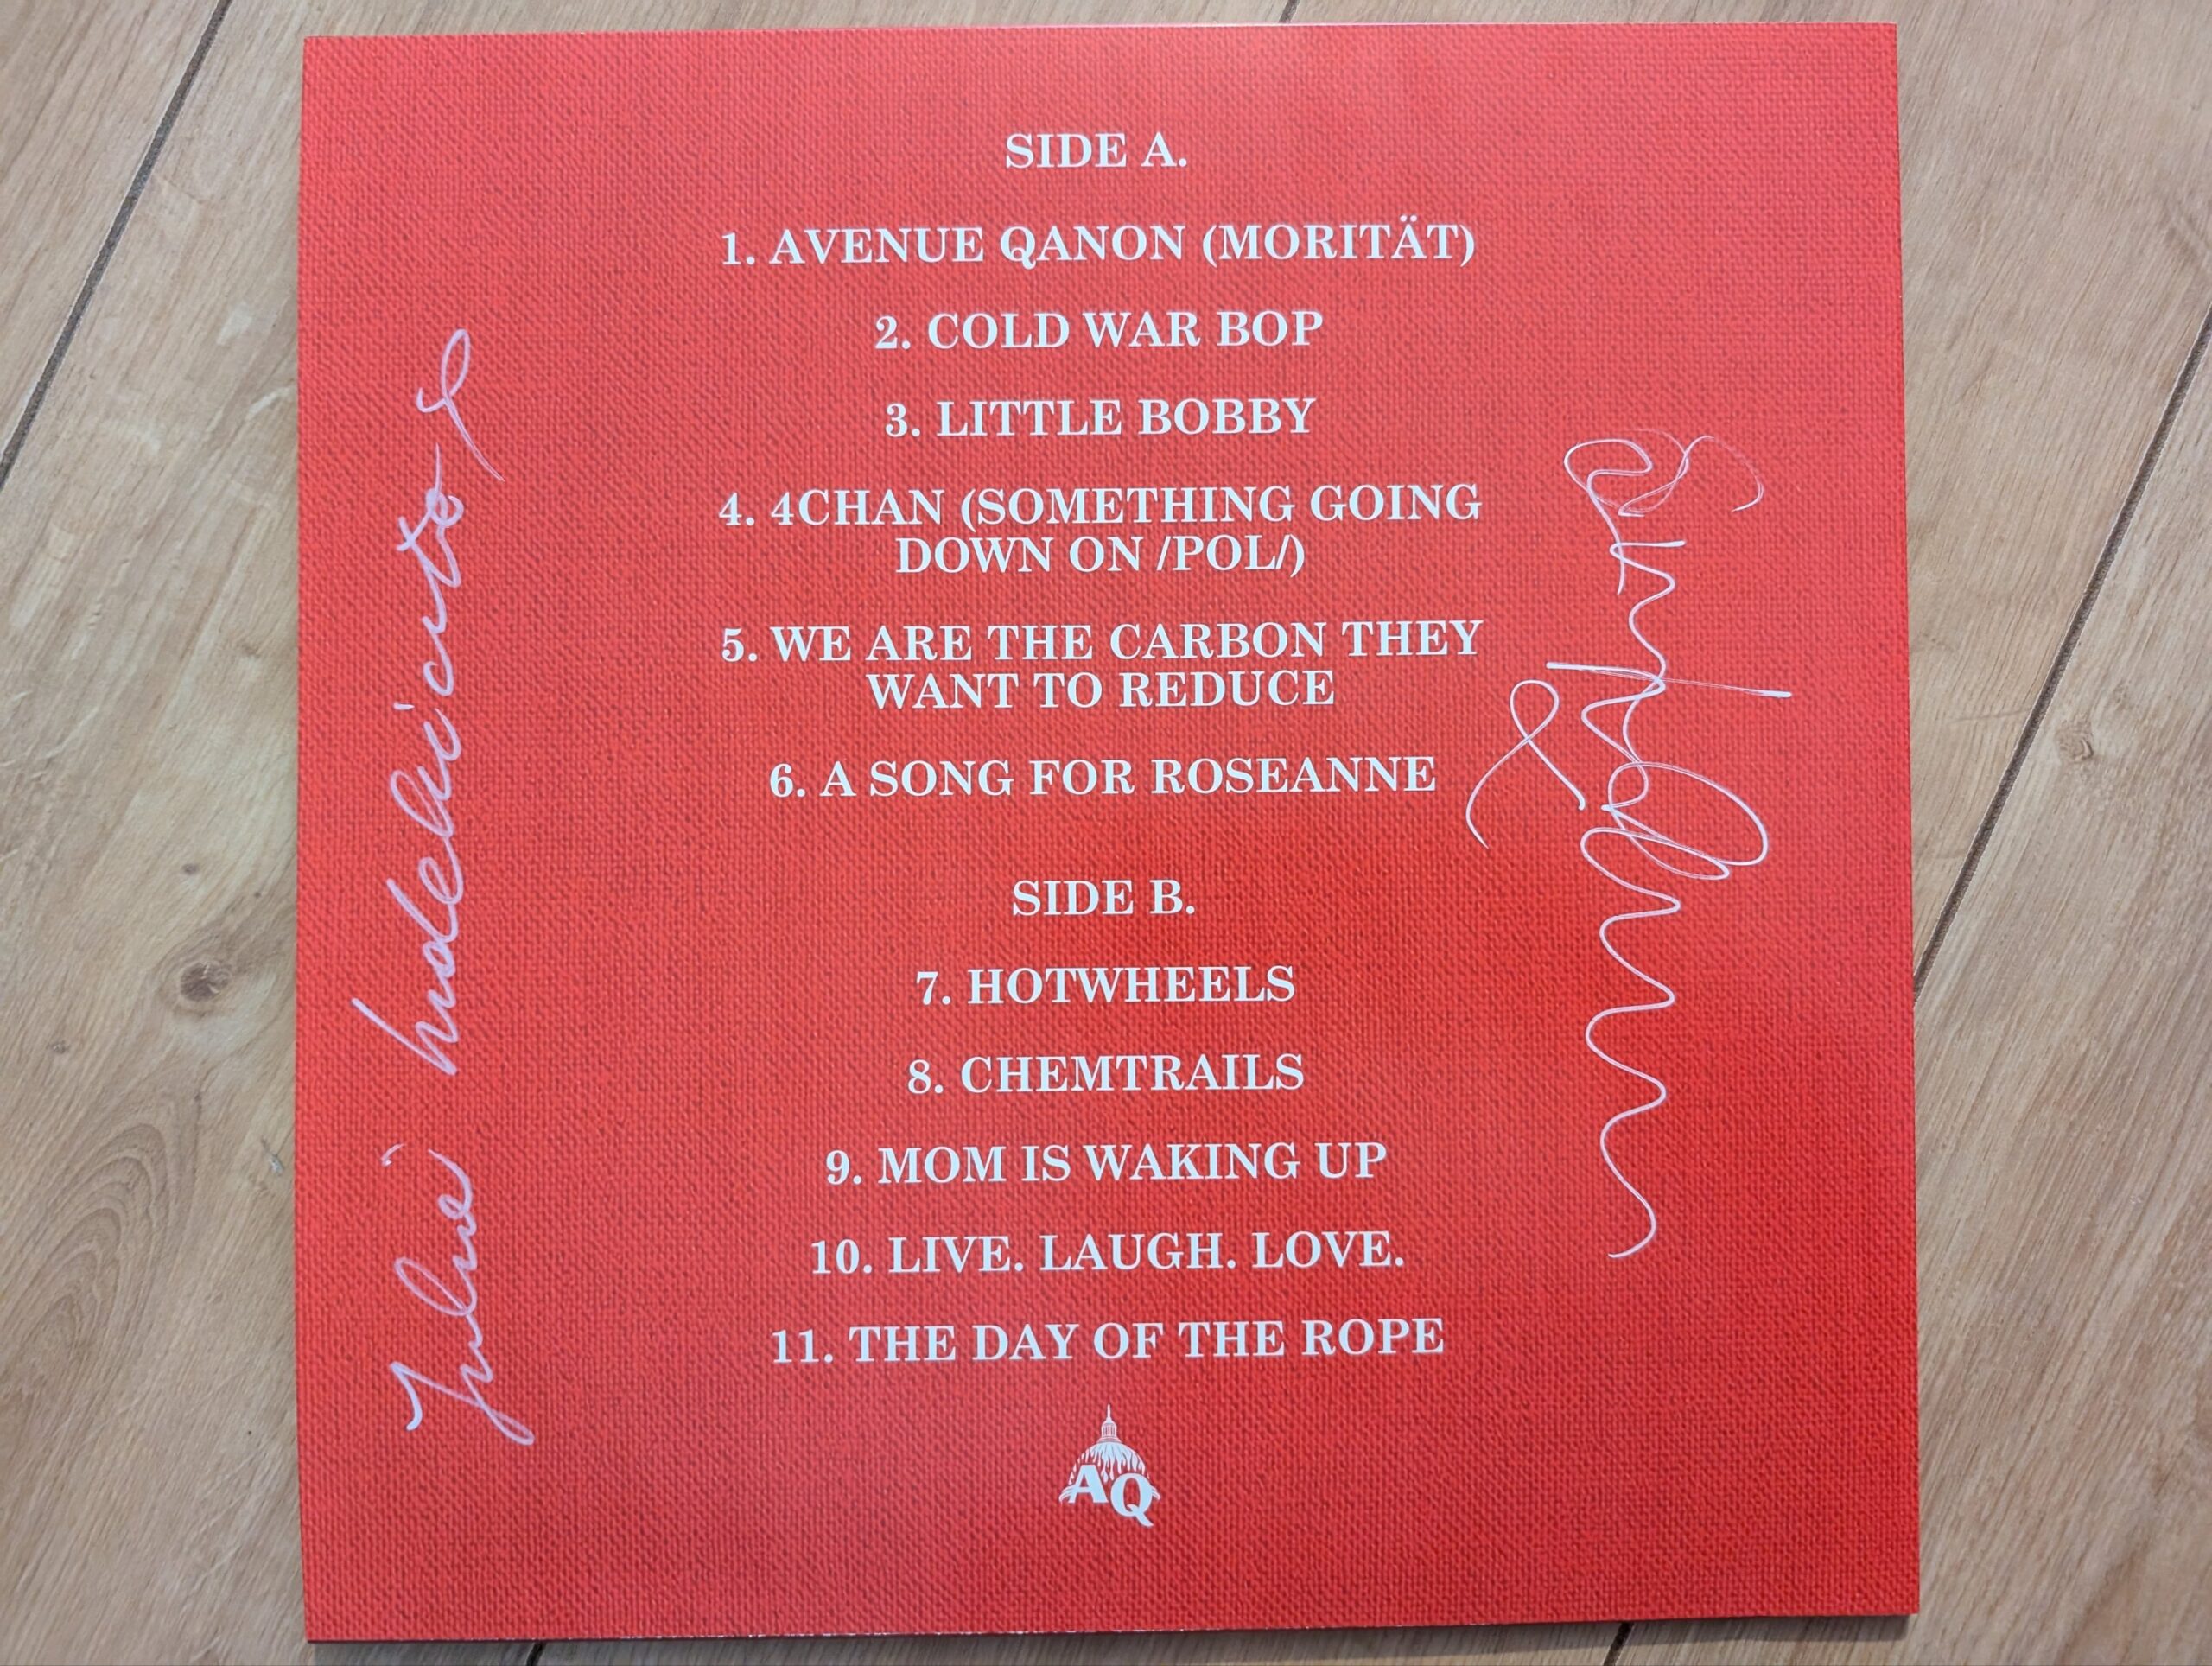 SIDE A.
1. AVENUE QANON (MORITÄT)
2. COLD WAR BOP
3. LITTLE BOBBY
4. 4CHAN (SOMETHING GOING
DOWN ON /POL/)
5. WE ARE THE CARBON THEY
WANT TO REDUCE
6. A SONG FOR ROSEANNE
SIDE B.
7. HOTWHEELS
8. CHEMTRAILS
9. MOM IS WAKING UP
10. LIVE. LAUGH. LOVE.
11. THE DAY OF THE ROPE
AQ